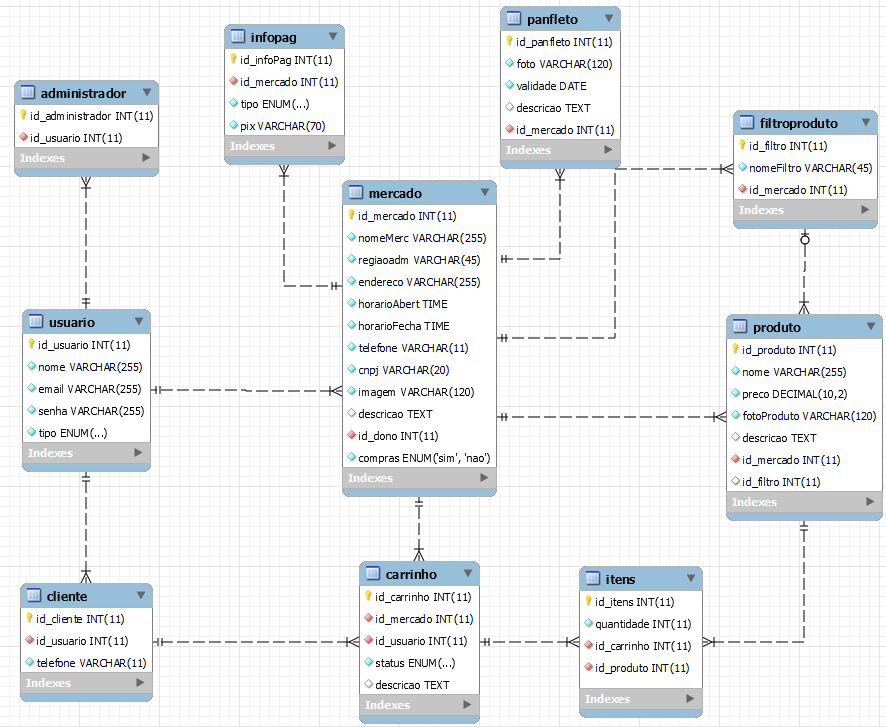 infopag
id_infoPag INT(11)
id_mercado INT(11)
tipo ENUM(...)
pix VARCHAR(70)
Indexes
panfleto
id_panfleto INT(11)
foto VARCHAR(120)
validade DATE
descricao TEXT
id_mercado INT(11)
Indexes
administrador
id_administrador INT(11)
id_usuario INT(11)
Indexes
filtroproduto
id_filtro INT(11)
nomeFiltro VARCHAR(45)
id_mercado INT(11)
Indexes
mercado
id_mercado INT(11)
nomeMerc VARCHAR(255)
regiaoadm VARCHAR(45)
endereco VARCHAR(255)
horarioAbert TIME
horarioFecha TIME
telefone VARCHAR(11)
cnpj VARCHAR(20)
imagem VARCHAR(120)
descricao TEXT
id_dono INT(11)
compras ENUM('sim', 'nao')
Indexes
usuario
id_usuario INT(11)
nome VARCHAR(255)
email VARCHAR(255)
senha VARCHAR(255)
tipo ENUM(...)
Indexes
produto
id_produto INT(11)
nome VARCHAR(255)
preco DECIMAL(10,2)
fotoProduto VARCHAR(120)
descricao TEXT
id_mercado INT(11)
id_filtro INT(11)
Indexes
cliente
id_cliente INT(11)
id_usuario INT(11)
telefone VARCHAR(11)
Indexes
carrinho
id_carrinho INT(11)
id_mercado INT(11)
id_usuario INT(11)
status ENUM(...)
descricao TEXT
Indexes
itens
id_itens INT(11)
quantidade INT(11)
id_carrinho INT(11)
id_produto INT(11)
Indexes